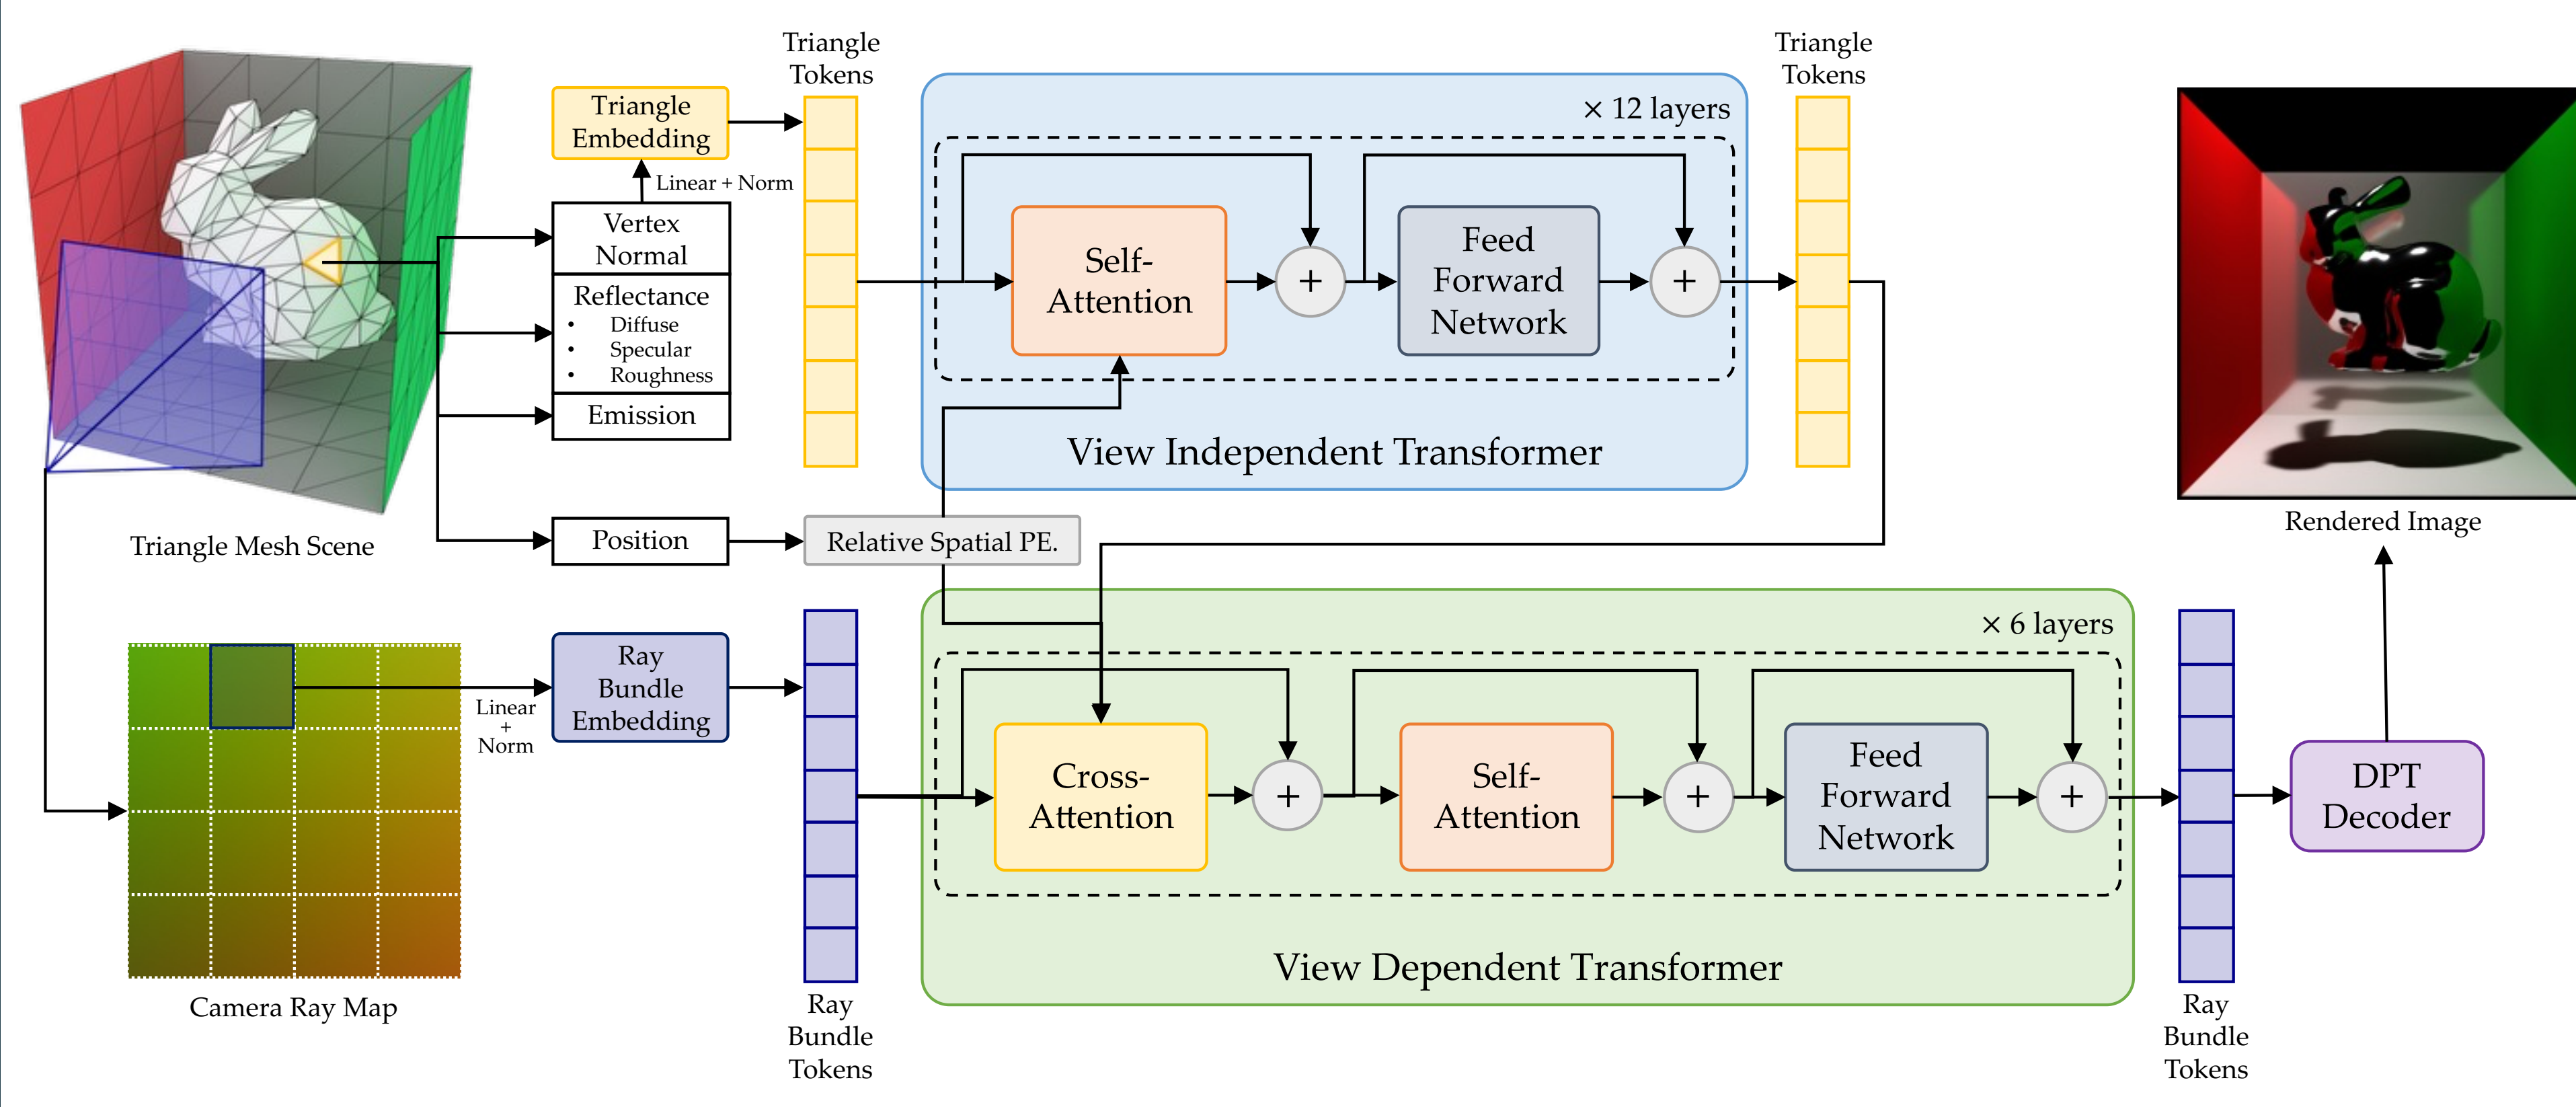 Triangle
Tokens
Triangle
Embedding
Linear + Norm
Vertex
Normal
Reflectance
• Diffuse
• Specular
• Roughness
Emission
Position
Relative Spatial PE.
Triangle Mesh Scene
× 12 layers
Self-
Attention
+
Feed
Forward
Network
+
View Independent Transformer
Triangle
Tokens
Rendered Image
Camera Ray Map
Linear
+
Norm
Ray
Bundle
Embedding
Ray
Bundle
Tokens
× 6 layers
Cross-
Attention
+
Self-
Attention
+
Feed
Forward
Network
+
View Dependent Transformer
Ray
Bundle
Tokens
DPT
Decoder